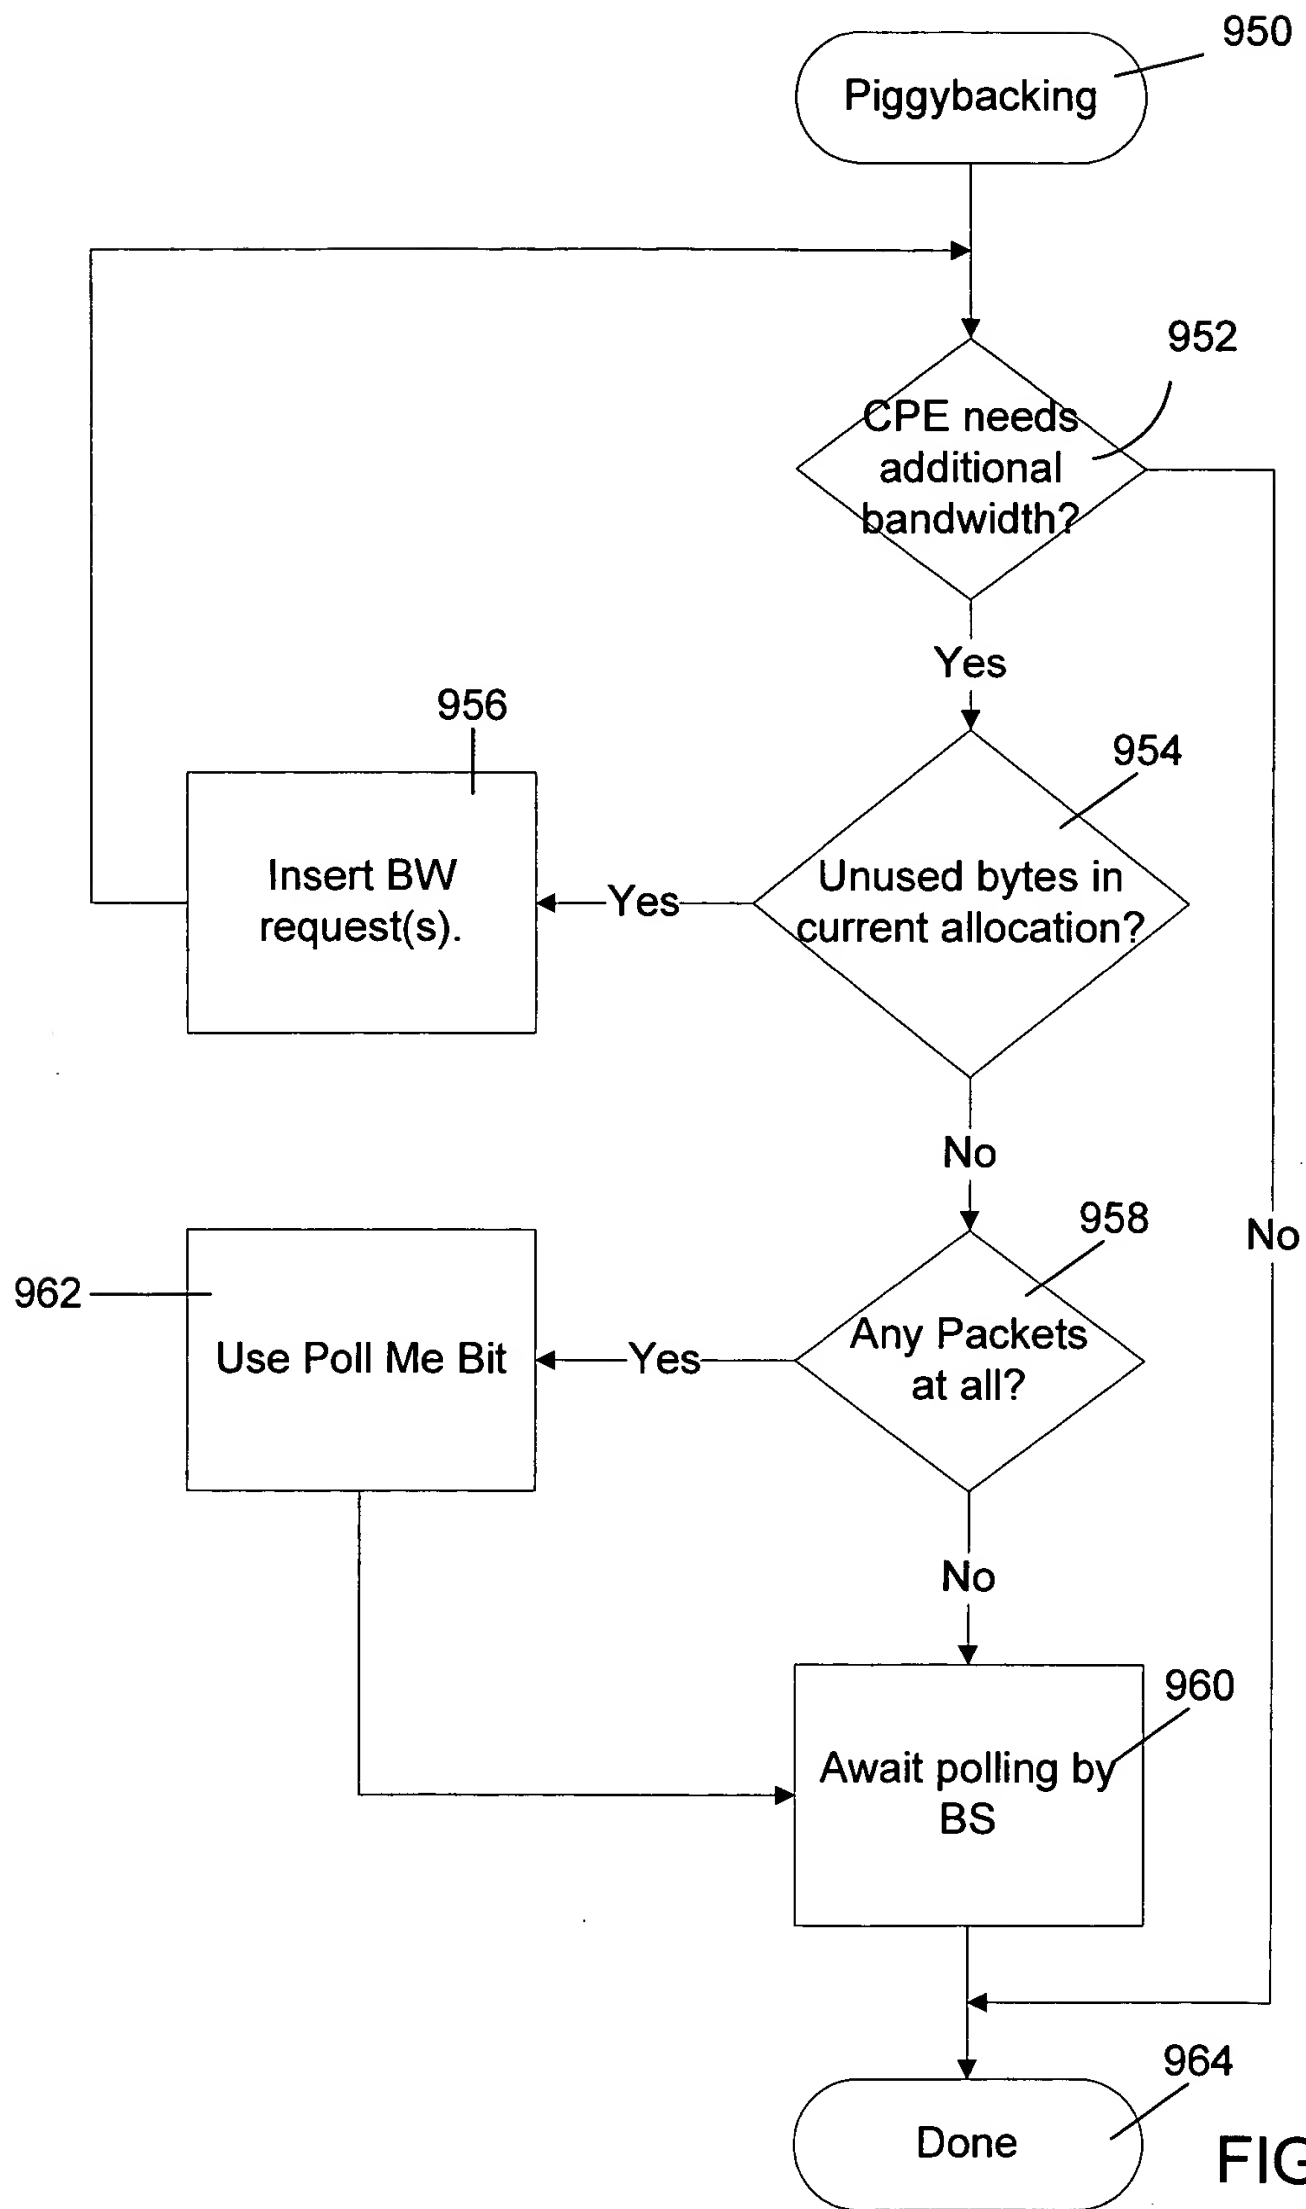 950
Piggybacking
952
CPE needs
additional
bandwidth?
Yes
956
954
Insert BW
request(s).
Yes
Unused bytes in
current allocation?
No
958
No
962
Use Poll Me Bit
Yes
Any Packets
at all?
No
960
Await polling by
BS
964
Done
FIG